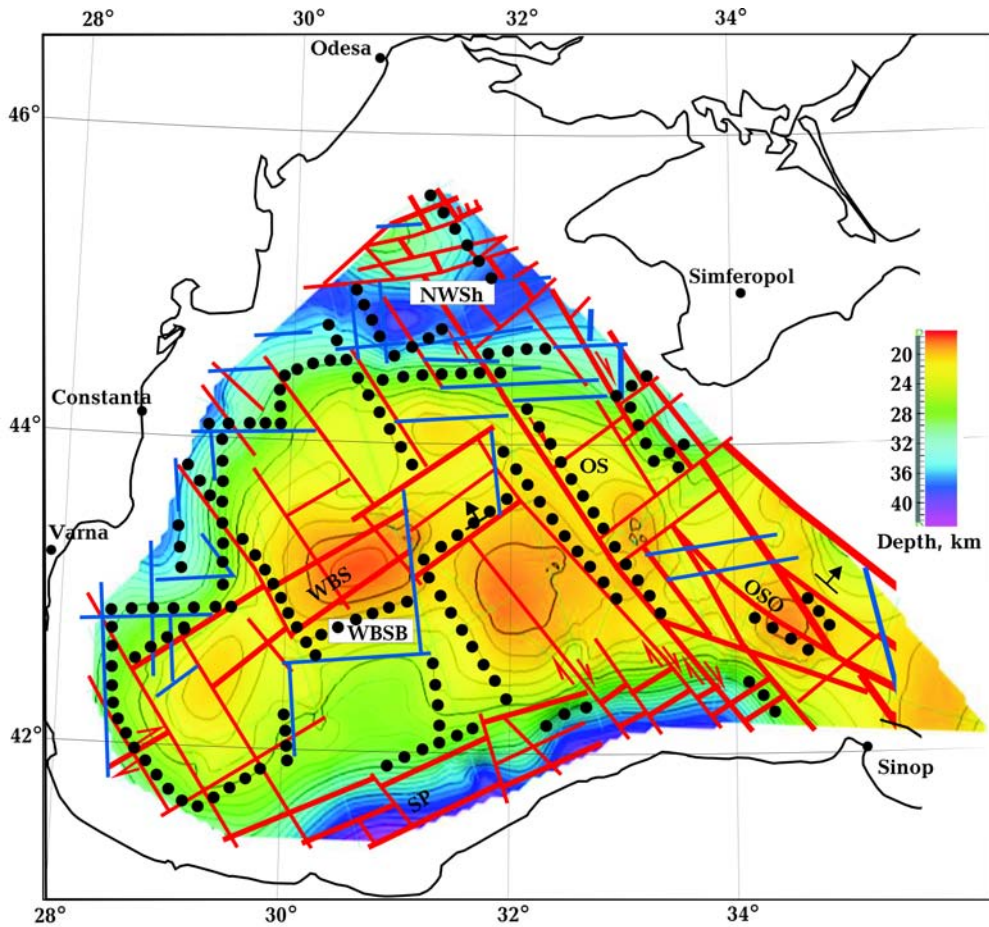 28° 30° 32° 34°
Odesa
46°
Simferopol
NWSh
20
24
Constanta
28
44°
32
OS
36
40
Varna
Depth, km
WBS
OSO
WBSB
42°
Sinop
SP
28° 30° 32° 34°